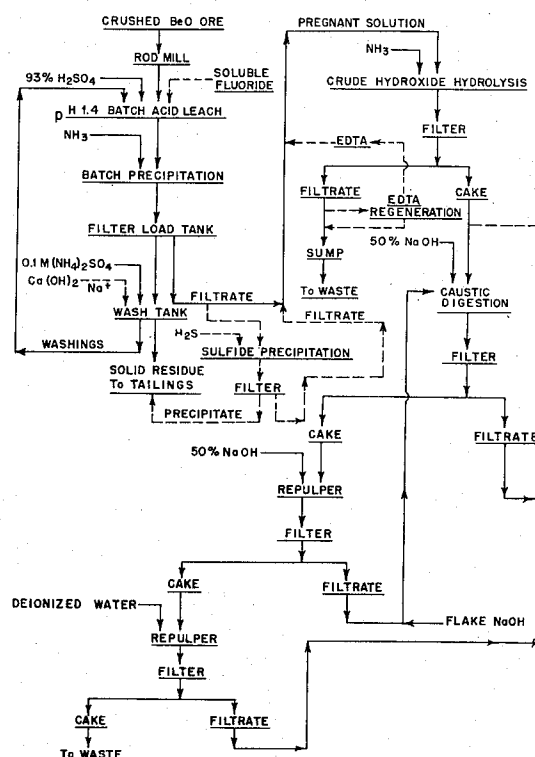 CRUSHED BeO ORE
ROD MILL
93% H₂SO₄
SOLUBLE
FLUORIDE
pH 1.4 BATCH ACID LEACH
NH₃
BATCH PRECIPITATION
FILTER LOAD TANK
0.1 M (NH₄)₂SO₄
Ca(OH)₂
Na⁺
WASH TANK
FILTRATE
WASHINGS
H₂S
SULFIDE PRECIPITATION
FILTRATE
SOLID RESIDUE
To TAILINGS
FILTER
PRECIPITATE
PREGNANT SOLUTION
NH₃
CRUDE HYDROXIDE HYDROLYSIS
FILTER
EDTA
FILTRATE
CAKE
EDTA
REGENERATION
SUMP
To WASTE
50% NaOH
CAUSTIC
DIGESTION
FILTER
CAKE
FILTRATE
50% NaOH
REPULPER
FILTER
CAKE
FILTRATE
DEIONIZED WATER
FLAKE NaOH
REPULPER
FILTER
CAKE
FILTRATE
To WASTE